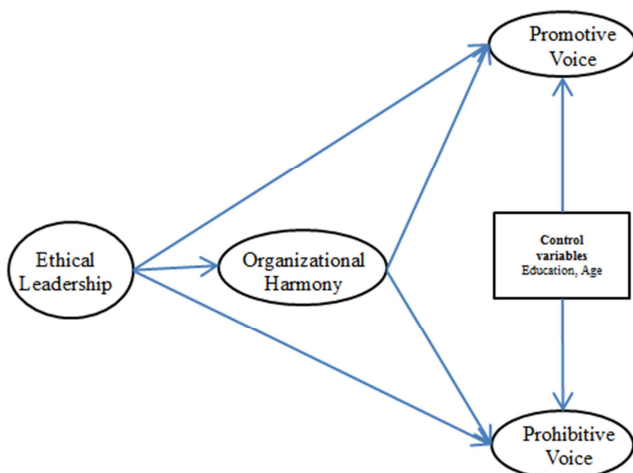 Promotive
Voice
Ethical
Leadership
Organizational
Harmony
Control
variables
Education, Age
Prohibitive
Voice